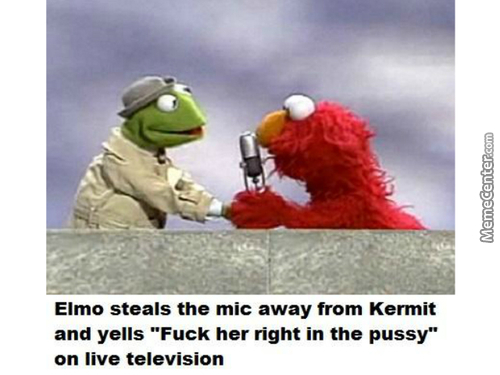 MemeCenter.com
Elmo steals the mic away from Kermit
and yells "Fuck her right in the pussy"
on live television